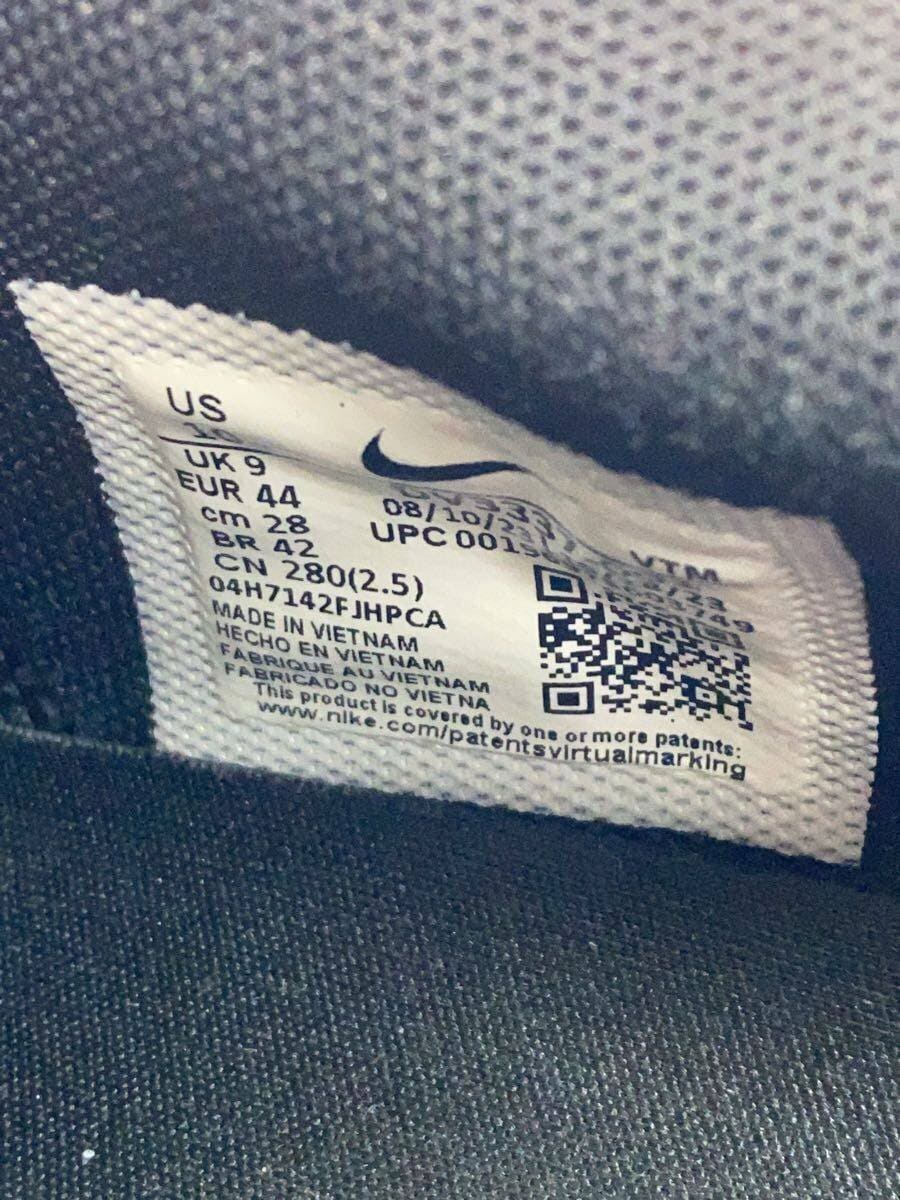 US
10
UK 9
EUR 44
cm 28
BR 42
CN 280(2.5)
04H7142FJHPCA
MADE IN VIETNAM
HECHO EN VIETNAM
FABRIQUE AU VIETNAM
FABRICADO NO VIETNA
This product is covered by one or more patents:
www.nike.com/patentsvirtualmarking
VTM
UPC